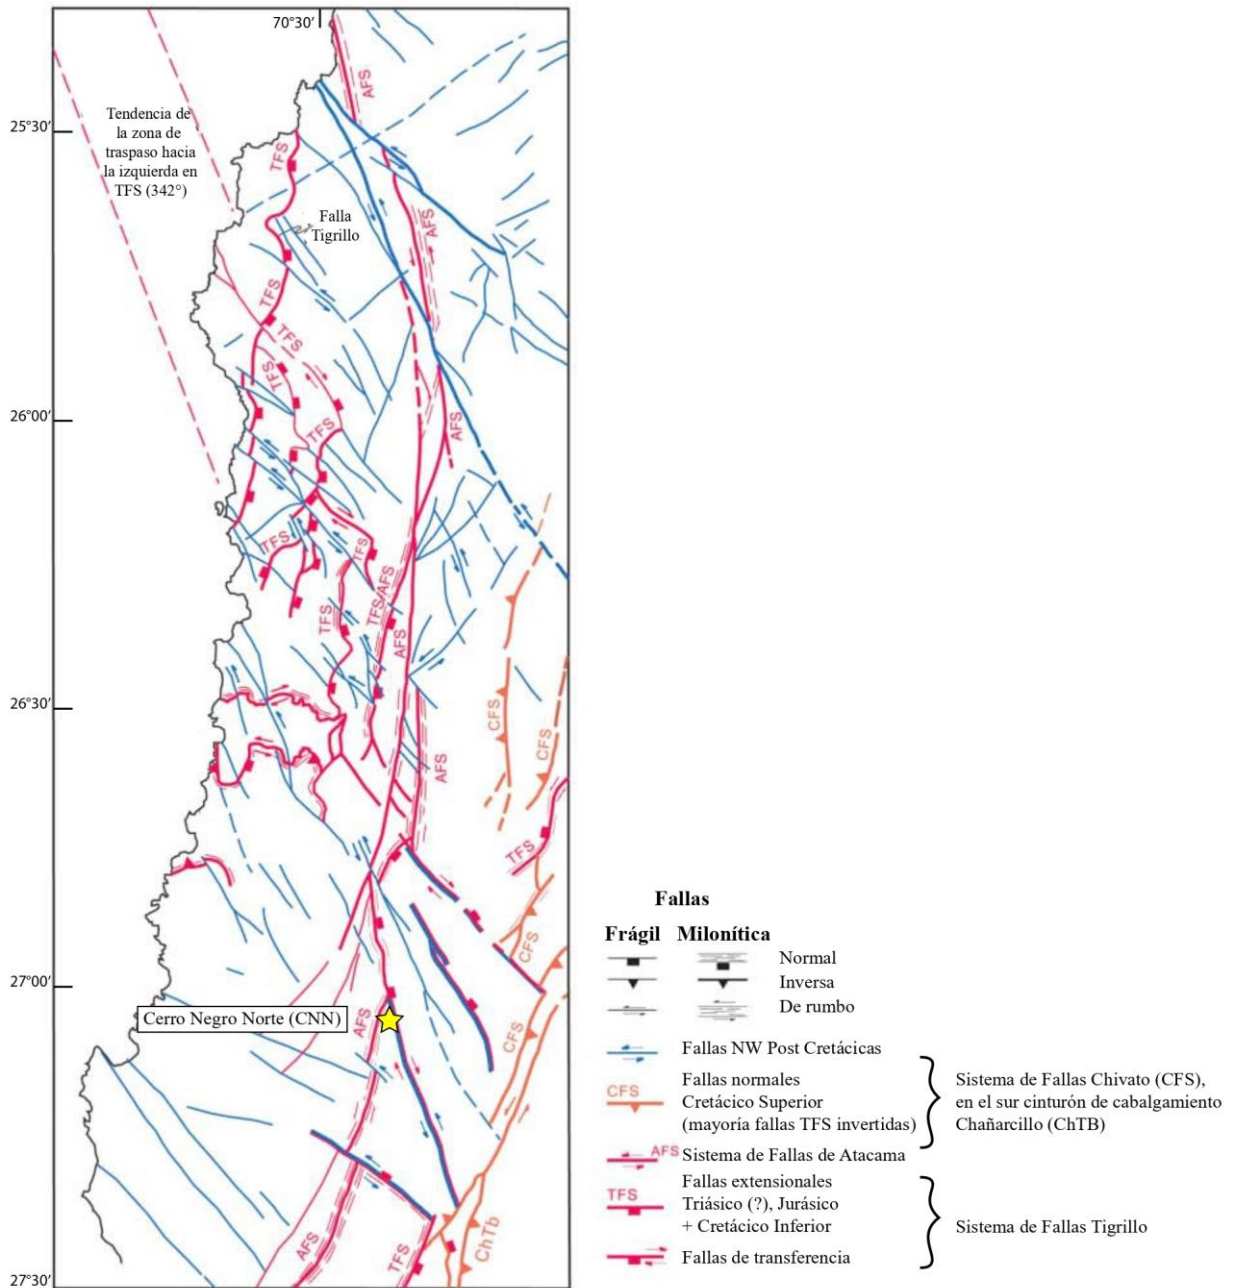 70°30'
AFS
25°30'
Tendencia de
la zona de
traspaso hacia
la izquierda en
TFS (342°)
TFS
Falla
Tigrillo
AFS
TFS
TFS
TFS
26°00'
TFS
AFS
TFS
TFS
TFS/AFS
TFS
AFS
26°30'
CFS
CFS
AFS
TFS
CFS
27°00'
Cerro Negro Norte (CNN)
AFS
CFS
AFS
TFS
ChTb
27°30'
Fallas
Frágil Milonítica
Normal
Inversa
De rumbo
Fallas NW Post Cretácicas
CFS
Fallas normales
Cretácico Superior
(mayoría fallas TFS invertidas)
Sistema de Fallas Chivato (CFS),
en el sur cinturón de cabalgamiento
Chañarcillo (ChTB)
AFS Sistema de Fallas de Atacama
TFS
Fallas extensionales
Triásico (?), Jurásico
+ Cretácico Inferior
Fallas de transferencia
Sistema de Fallas Tigrillo